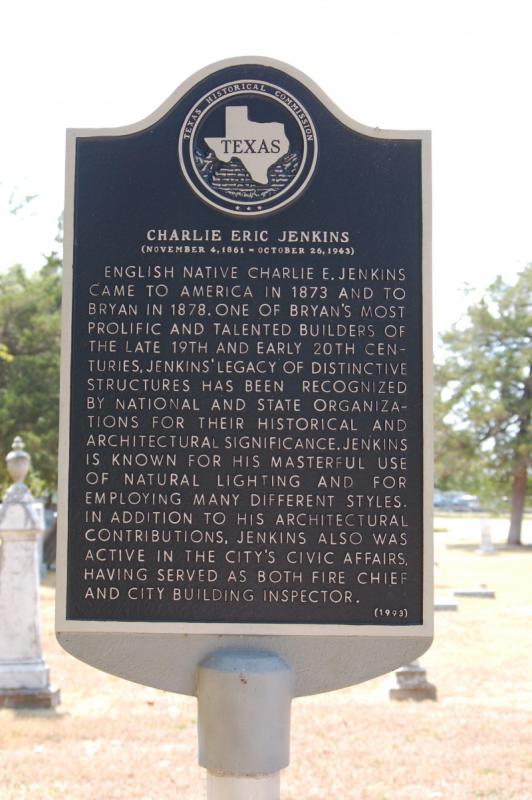 TEXAS HISTORICAL COMMISSION
TEXAS
CHARLIE ERIC JENKINS
(NOVEMBER 4, 1861 - OCTOBER 26, 1943)
ENGLISH NATIVE CHARLIE E. JENKINS
CAME TO AMERICA IN 1873 AND TO
BRYAN IN 1878. ONE OF BRYAN'S MOST
PROLIFIC AND TALENTED BUILDERS OF
THE LATE 19TH AND EARLY 20TH CEN-
TURIES, JENKINS' LEGACY OF DISTINCTIVE
STRUCTURES HAS BEEN RECOGNIZED
BY NATIONAL AND STATE ORGANIZA-
TIONS FOR THEIR HISTORICAL AND
ARCHITECTURAL SIGNIFICANCE. JENKINS
IS KNOWN FOR HIS MASTERFUL USE
OF NATURAL LIGHTING AND FOR
EMPLOYING MANY DIFFERENT STYLES.
IN ADDITION TO HIS ARCHITECTURAL
CONTRIBUTIONS, JENKINS ALSO WAS
ACTIVE IN THE CITY'S CIVIC AFFAIRS,
HAVING SERVED AS BOTH FIRE CHIEF
AND CITY BUILDING INSPECTOR.
(1993)